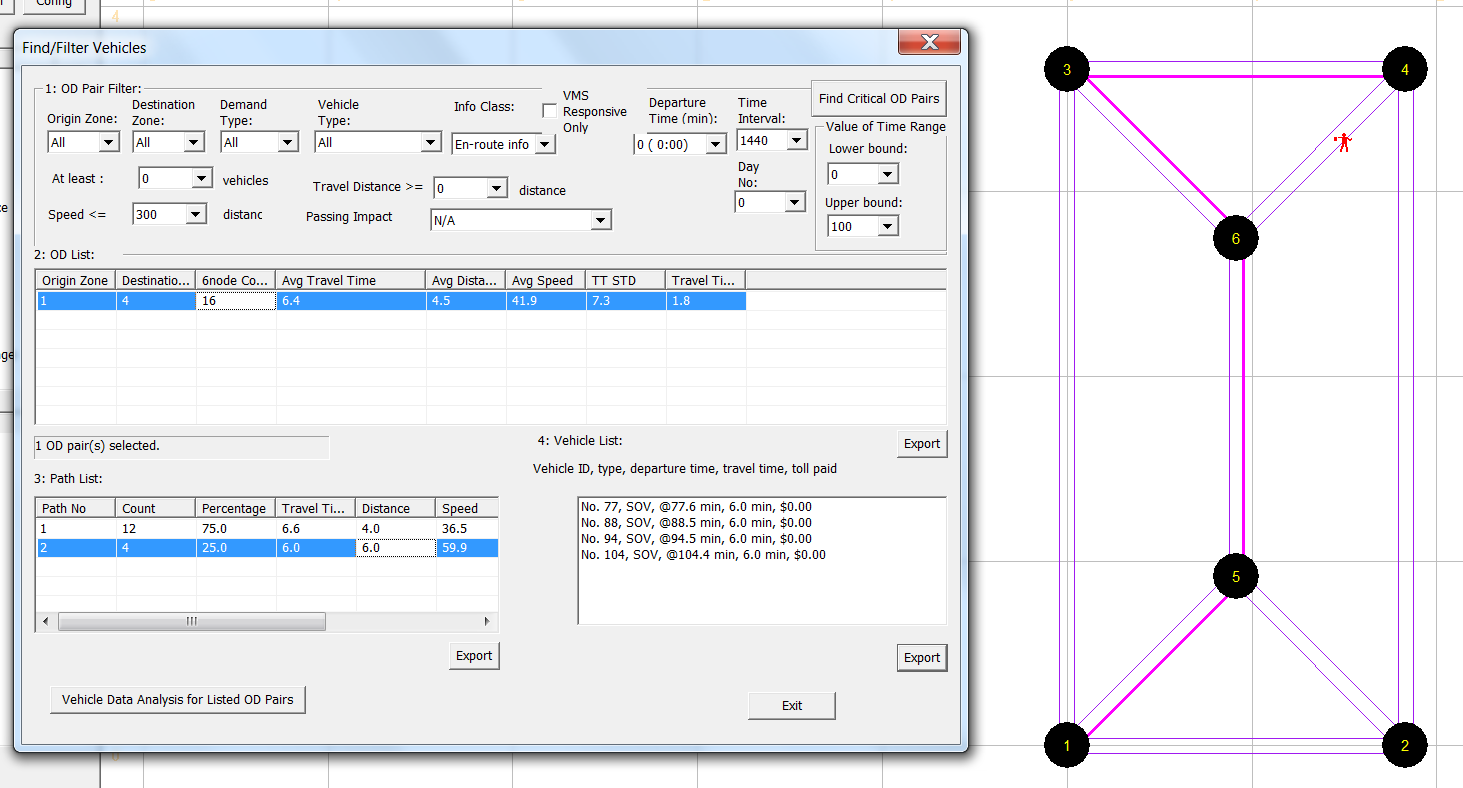 Config
4
Find/Filter Vehicles
1: OD Pair Filter:
Origin Zone:
Destination Zone:
Demand Type:
Vehicle Type:
Info Class:
VMS Responsive Only
Departure Time (min):
Time Interval:
Find Critical OD Pairs
All
All
All
All
En-route info
0 ( 0:00)
1440
Value of Time Range
Lower bound:
0
Upper bound:
100
At least :
0
vehicles
Travel Distance >=
0
distance
Day No:
0
Speed <=
300
distanc
Passing Impact
N/A
2: OD List:
Origin Zone Destinatio... 6node Co... Avg Travel Time Avg Dista... Avg Speed TT STD Travel Ti...
1 4 16 6.4 4.5 41.9 7.3 1.8
1 OD pair(s) selected.
4: Vehicle List:
Export
Vehicle ID, type, departure time, travel time, toll paid
3: Path List:
Path No Count Percentage Travel Ti... Distance Speed
1 12 75.0 6.6 4.0 36.5
2 4 25.0 6.0 6.0 59.9
No. 77, SOV, @77.6 min, 6.0 min, $0.00
No. 88, SOV, @88.5 min, 6.0 min, $0.00
No. 94, SOV, @94.5 min, 6.0 min, $0.00
No. 104, SOV, @104.4 min, 6.0 min, $0.00
Export
Export
Vehicle Data Analysis for Listed OD Pairs
Exit
3
4
6
5
1
2